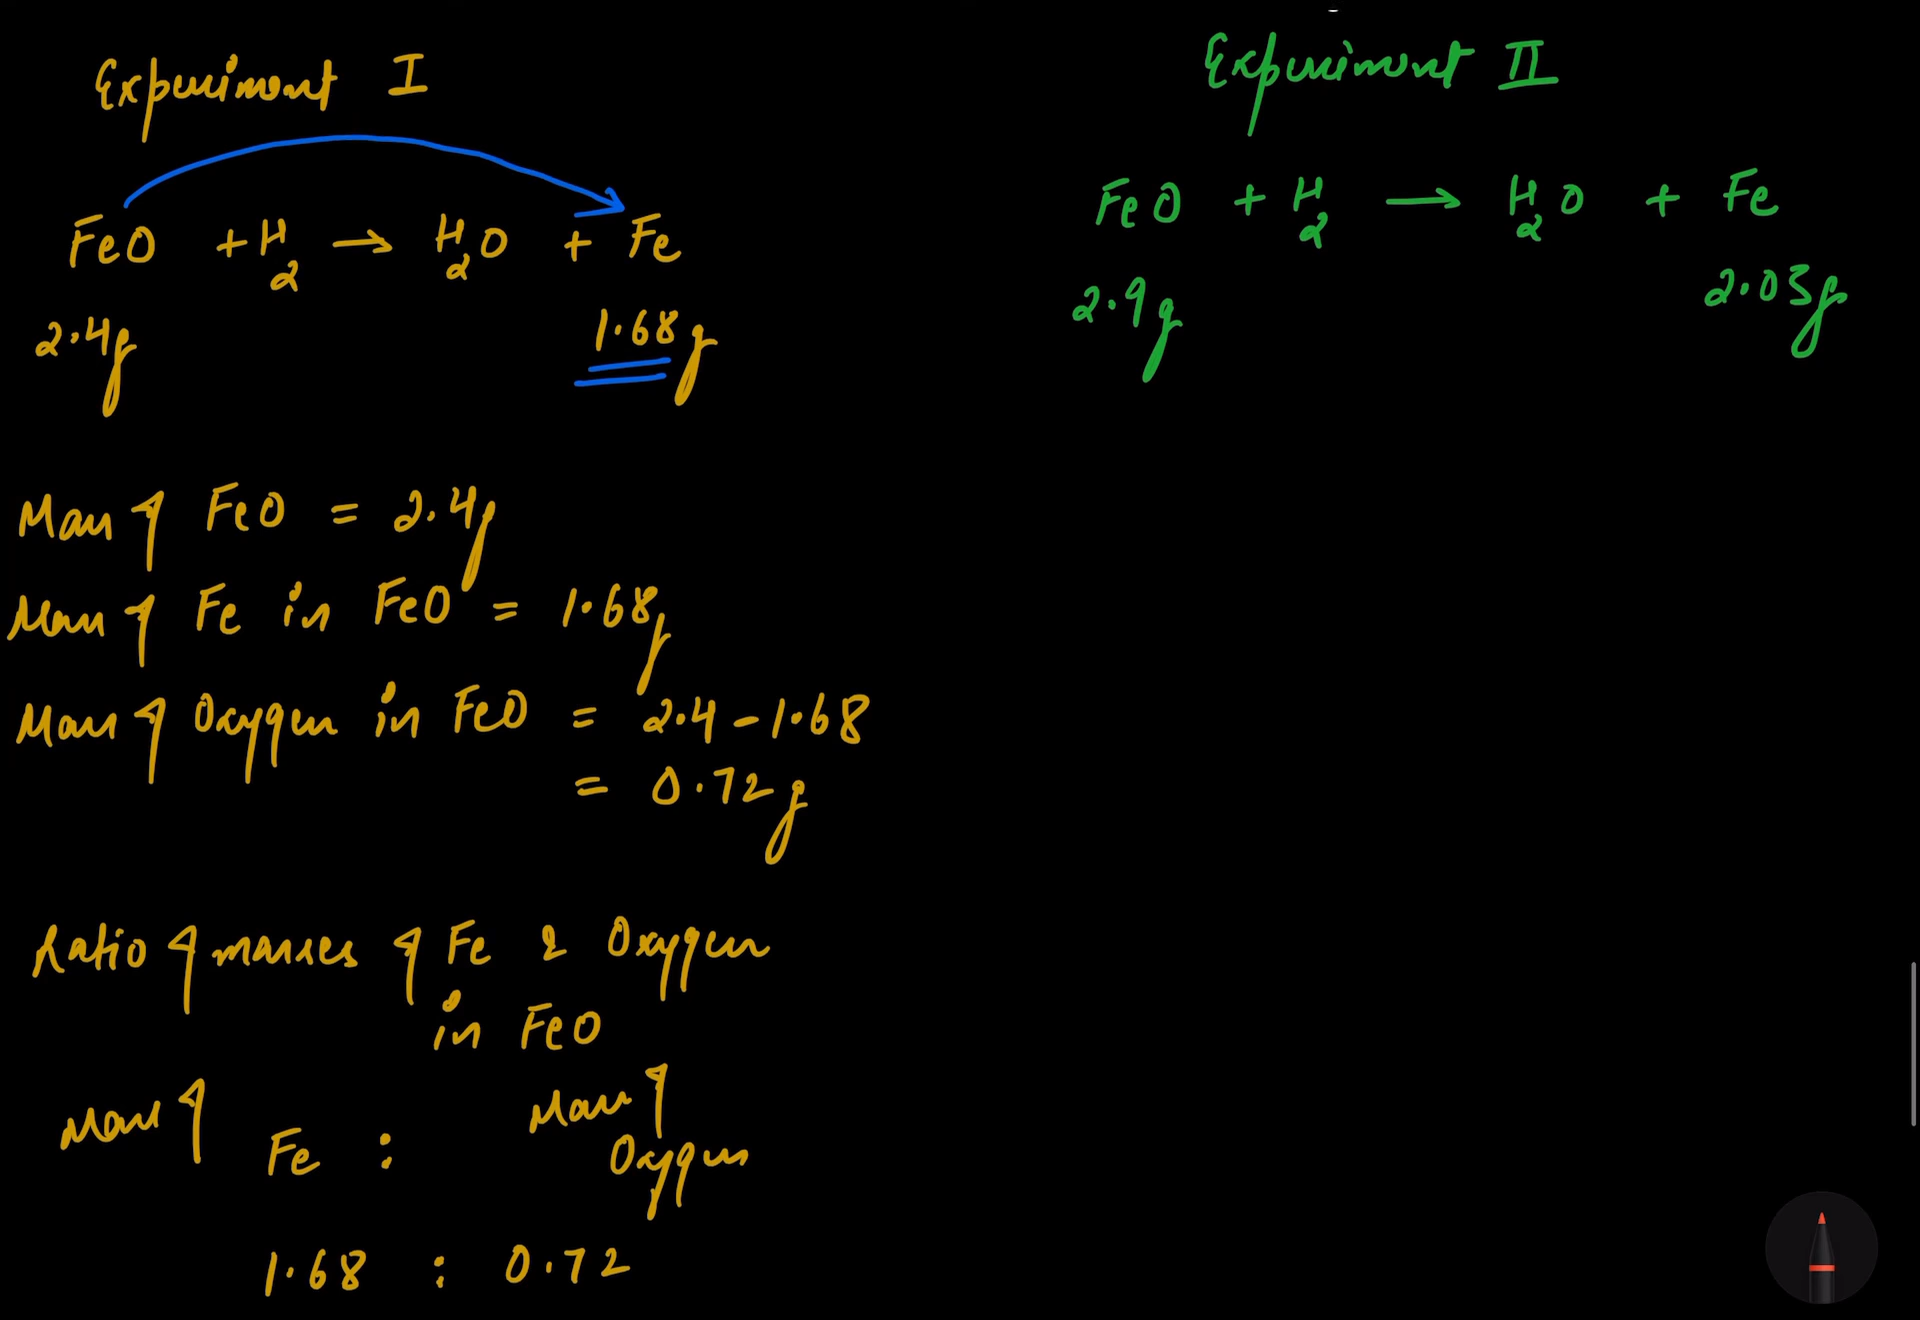 Experiment I
FeO + H2 → H2O + Fe
2.4g 1.68g
Mass of FeO = 2.4g
Mass of Fe in FeO = 1.68g
Mass of Oxygen in FeO = 2.4 - 1.68
= 0.72g
Ratio of masses of Fe & Oxygen
in FeO
Mass of Fe : Mass of Oxygen
1.68 : 0.72
Experiment II
FeO + H2 → H2O + Fe
2.9g 2.03g